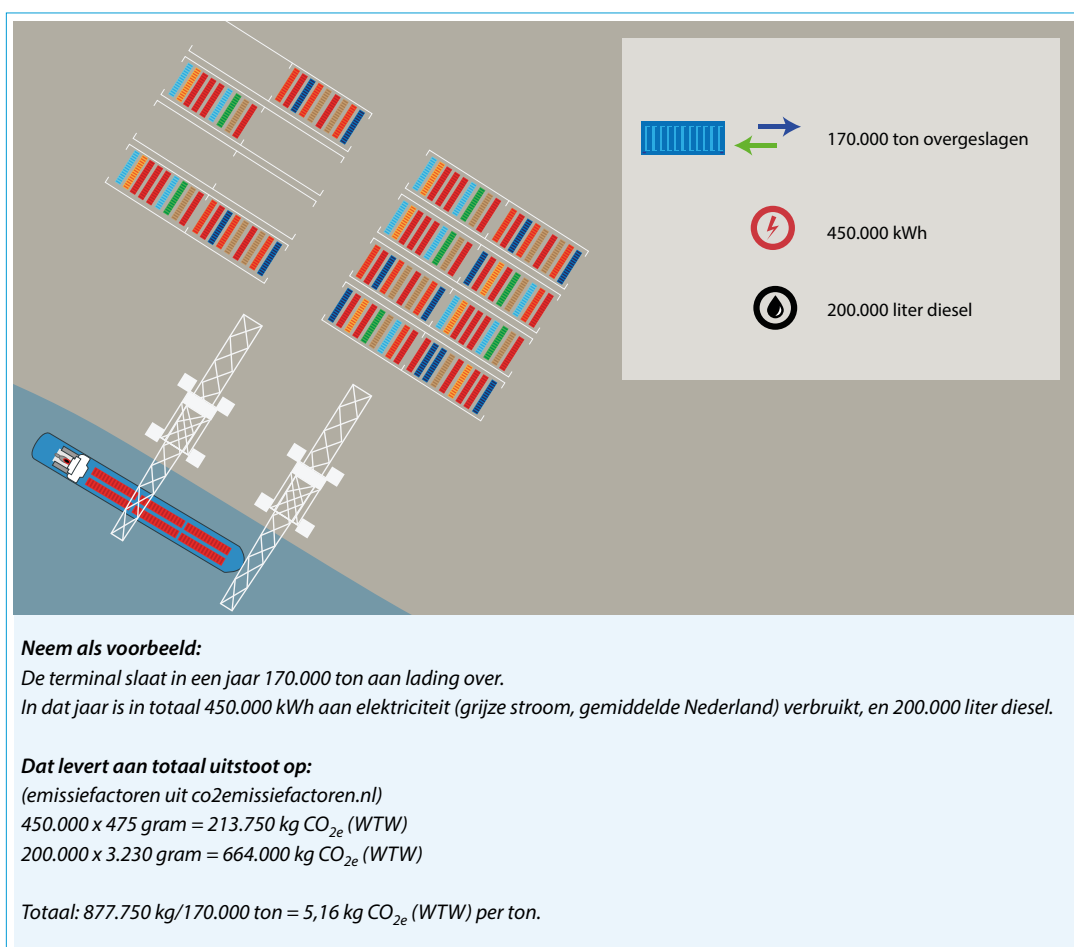 170.000 ton overgeslagen
450.000 kWh
200.000 liter diesel
Neem als voorbeeld:
De terminal slaat in een jaar 170.000 ton aan lading over.
In dat jaar is in totaal 450.000 kWh aan elektriciteit (grijze stroom, gemiddelde Nederland) verbruikt, en 200.000 liter diesel.
Dat levert aan totaal uitstoot op:
(emissiefactoren uit co2emissiefactoren.nl)
450.000 x 475 gram = 213.750 kg CO2e (WTW)
200.000 x 3.230 gram = 664.000 kg CO2e (WTW)
Totaal: 877.750 kg/170.000 ton = 5,16 kg CO2e (WTW) per ton.